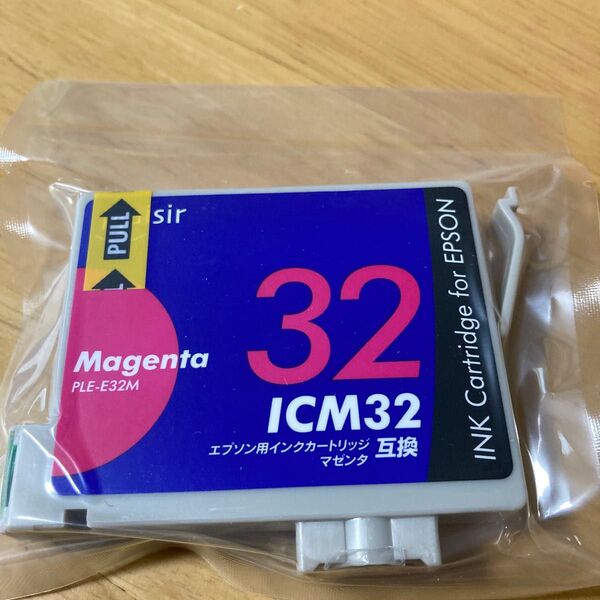 PULL
sir
32
Magenta
PLE-E32M
ICM32
エプソン用インクカートリッジ
マゼンタ
互換
INK Cartridge for EPSON